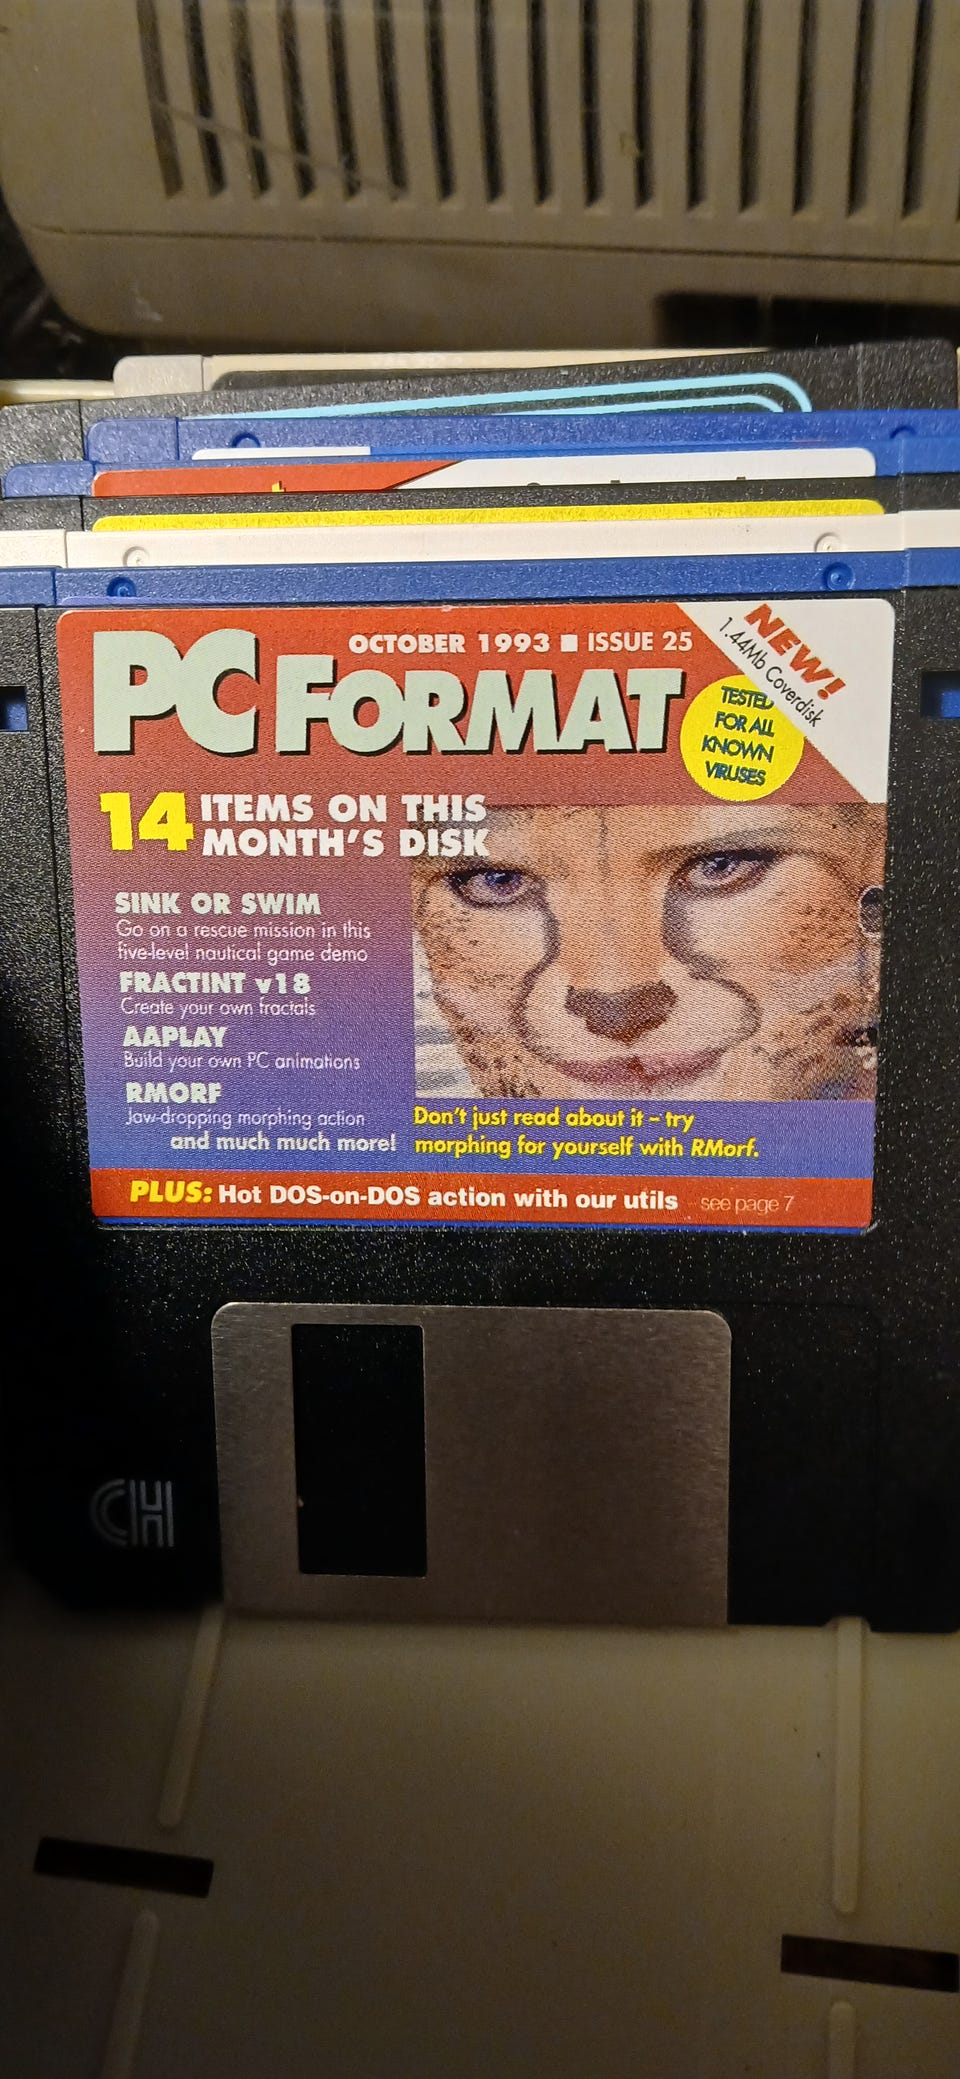 OCTOBER 1993 ■ ISSUE 25
PC FORMAT
NEW!
1.44Mb Coverdisk
TESTED
FOR ALL
KNOWN
VIRUSES
14 ITEMS ON THIS
MONTH'S DISK
SINK OR SWIM
Go on a rescue mission in this
five-level nautical game demo
FRACTINT v18
Create your own fractals
AAPLAY
Build your own PC animations
RMORF
Jaw-dropping morphing action
and much much more!
Don't just read about it – try
morphing for yourself with RMorf.
PLUS: Hot DOS-on-DOS action with our utils see page 7
CH